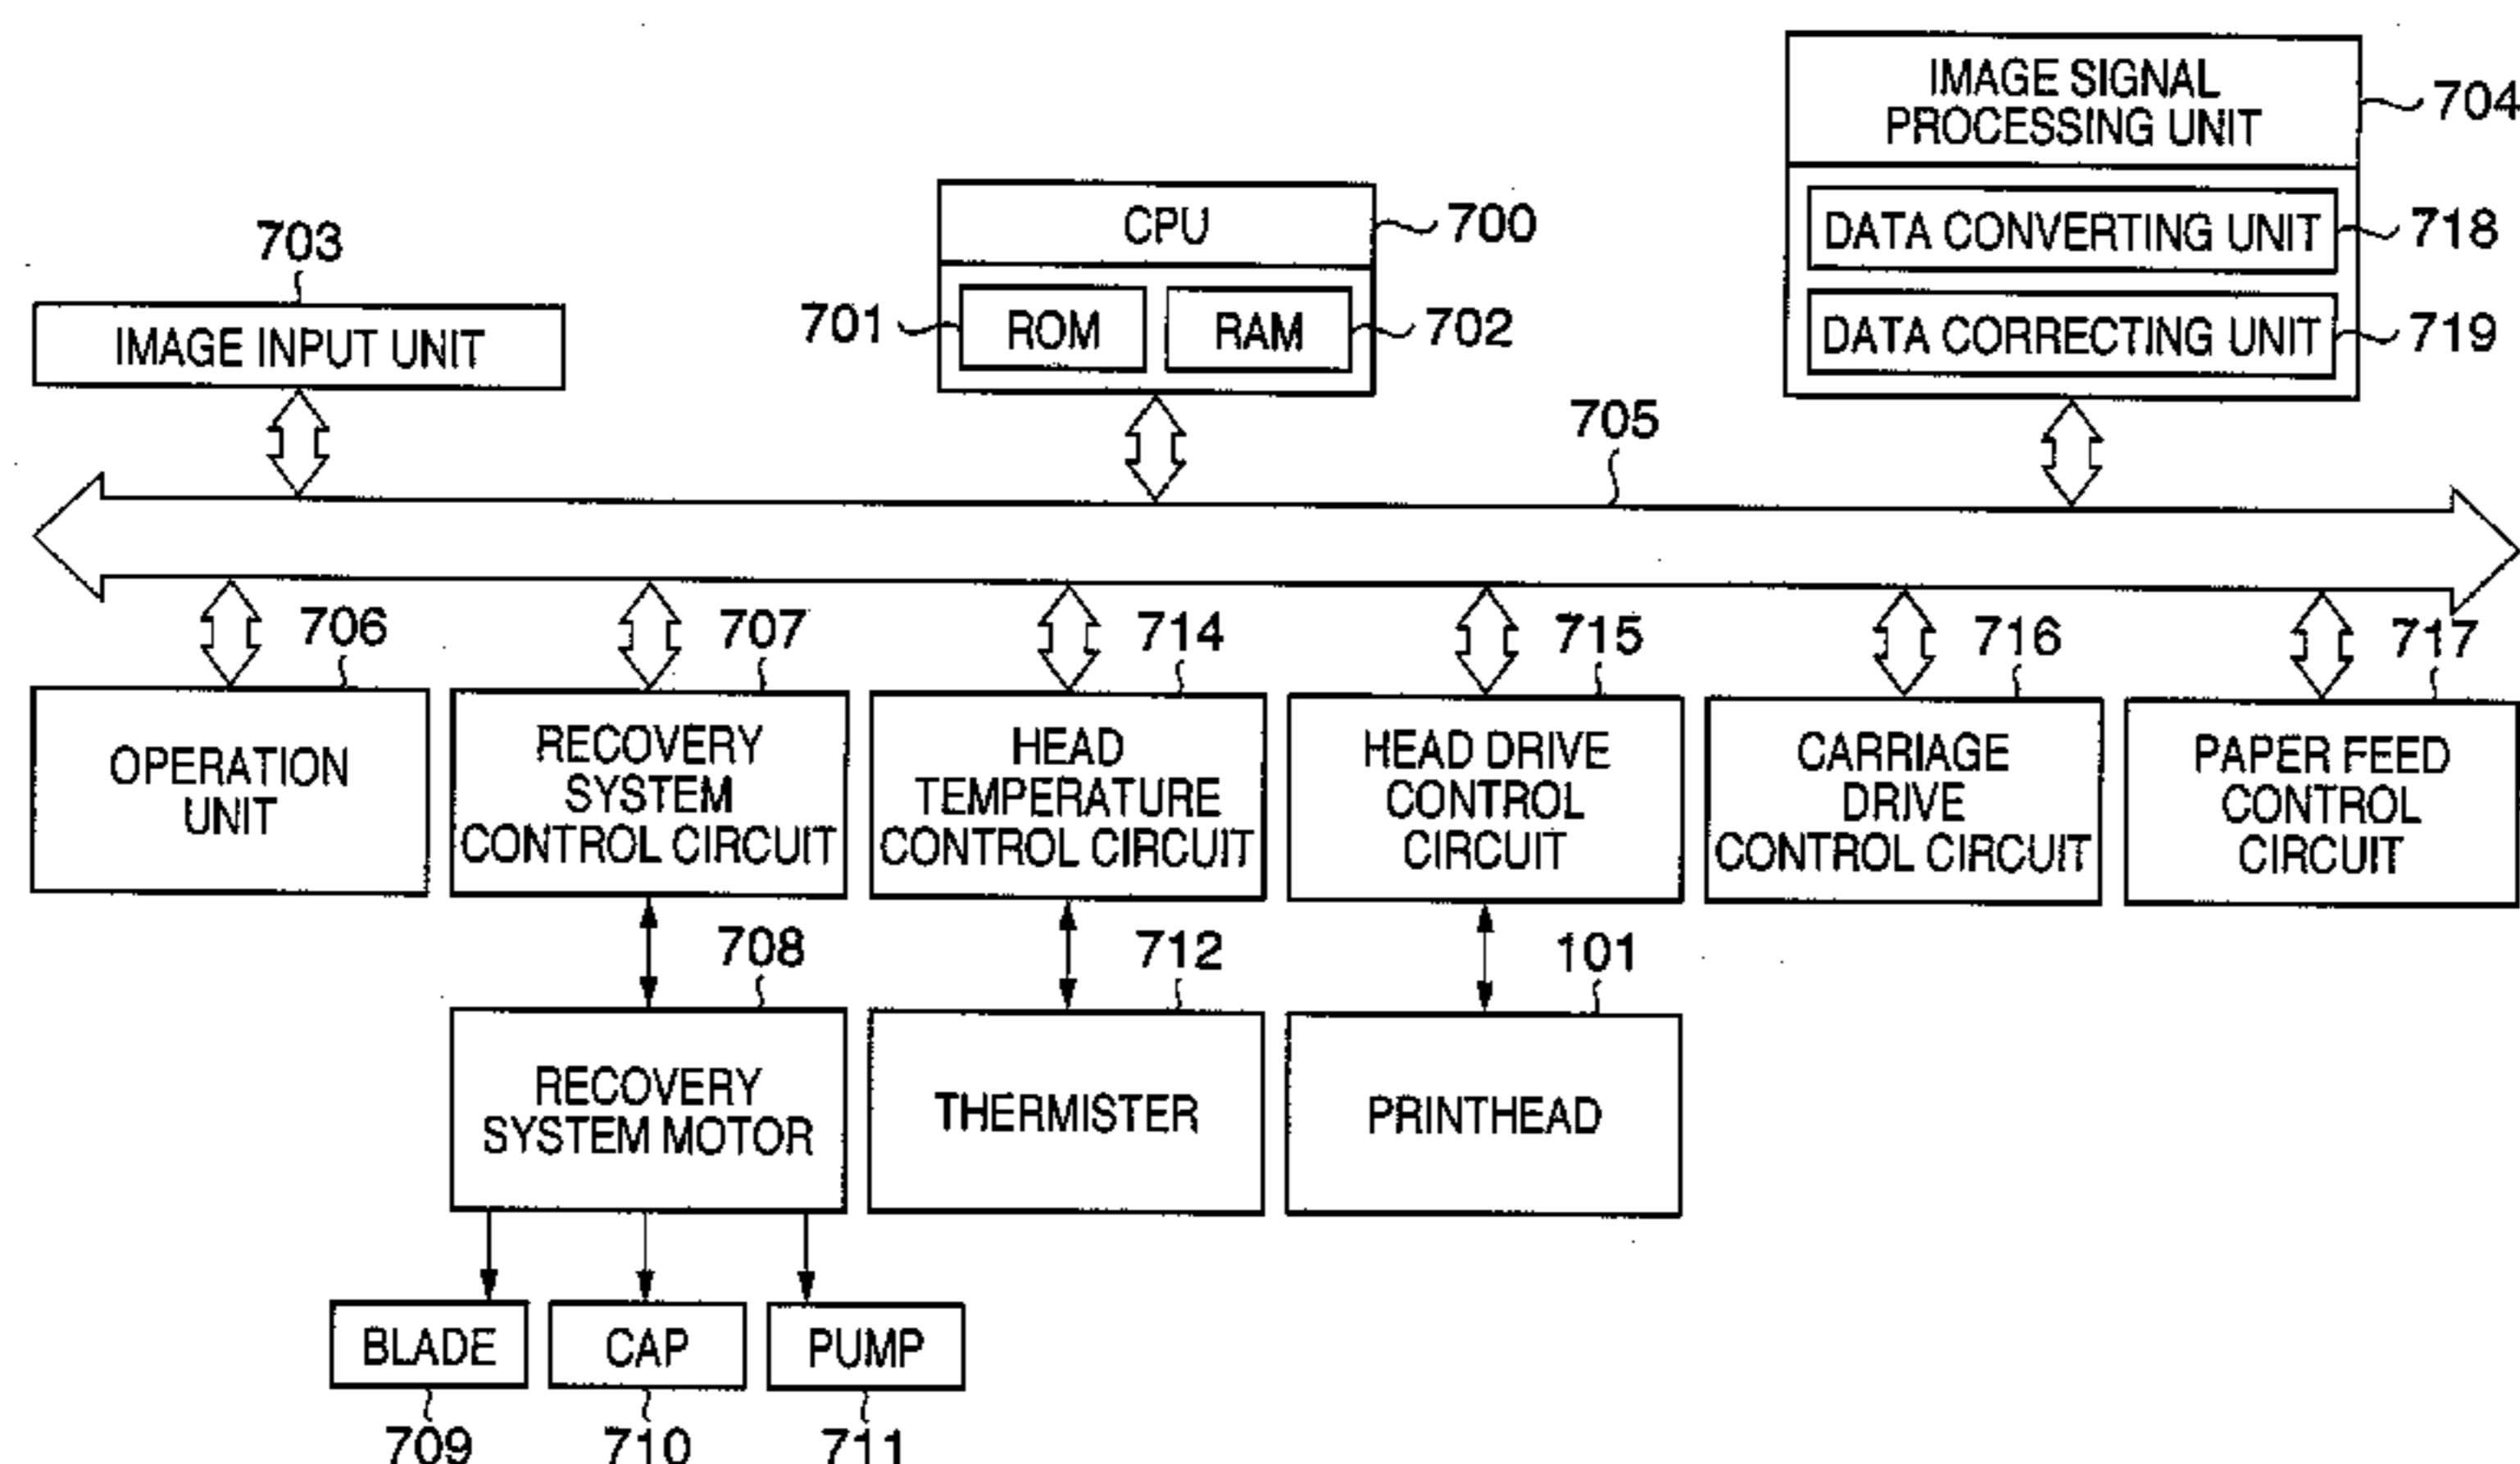 IMAGE SIGNAL
PROCESSING UNIT
704
DATA CONVERTING UNIT
718
DATA CORRECTING UNIT
719
CPU
700
701
ROM
RAM
702
703
IMAGE INPUT UNIT
705
706
707
714
715
716
717
OPERATION
UNIT
RECOVERY
SYSTEM
CONTROL CIRCUIT
HEAD
TEMPERATURE
CONTROL CIRCUIT
HEAD DRIVE
CONTROL
CIRCUIT
CARRIAGE
DRIVE
CONTROL CIRCUIT
PAPER FEED
CONTROL
CIRCUIT
708
712
101
RECOVERY
SYSTEM MOTOR
THERMISTER
PRINTHEAD
BLADE
CAP
PUMP
709
710
711